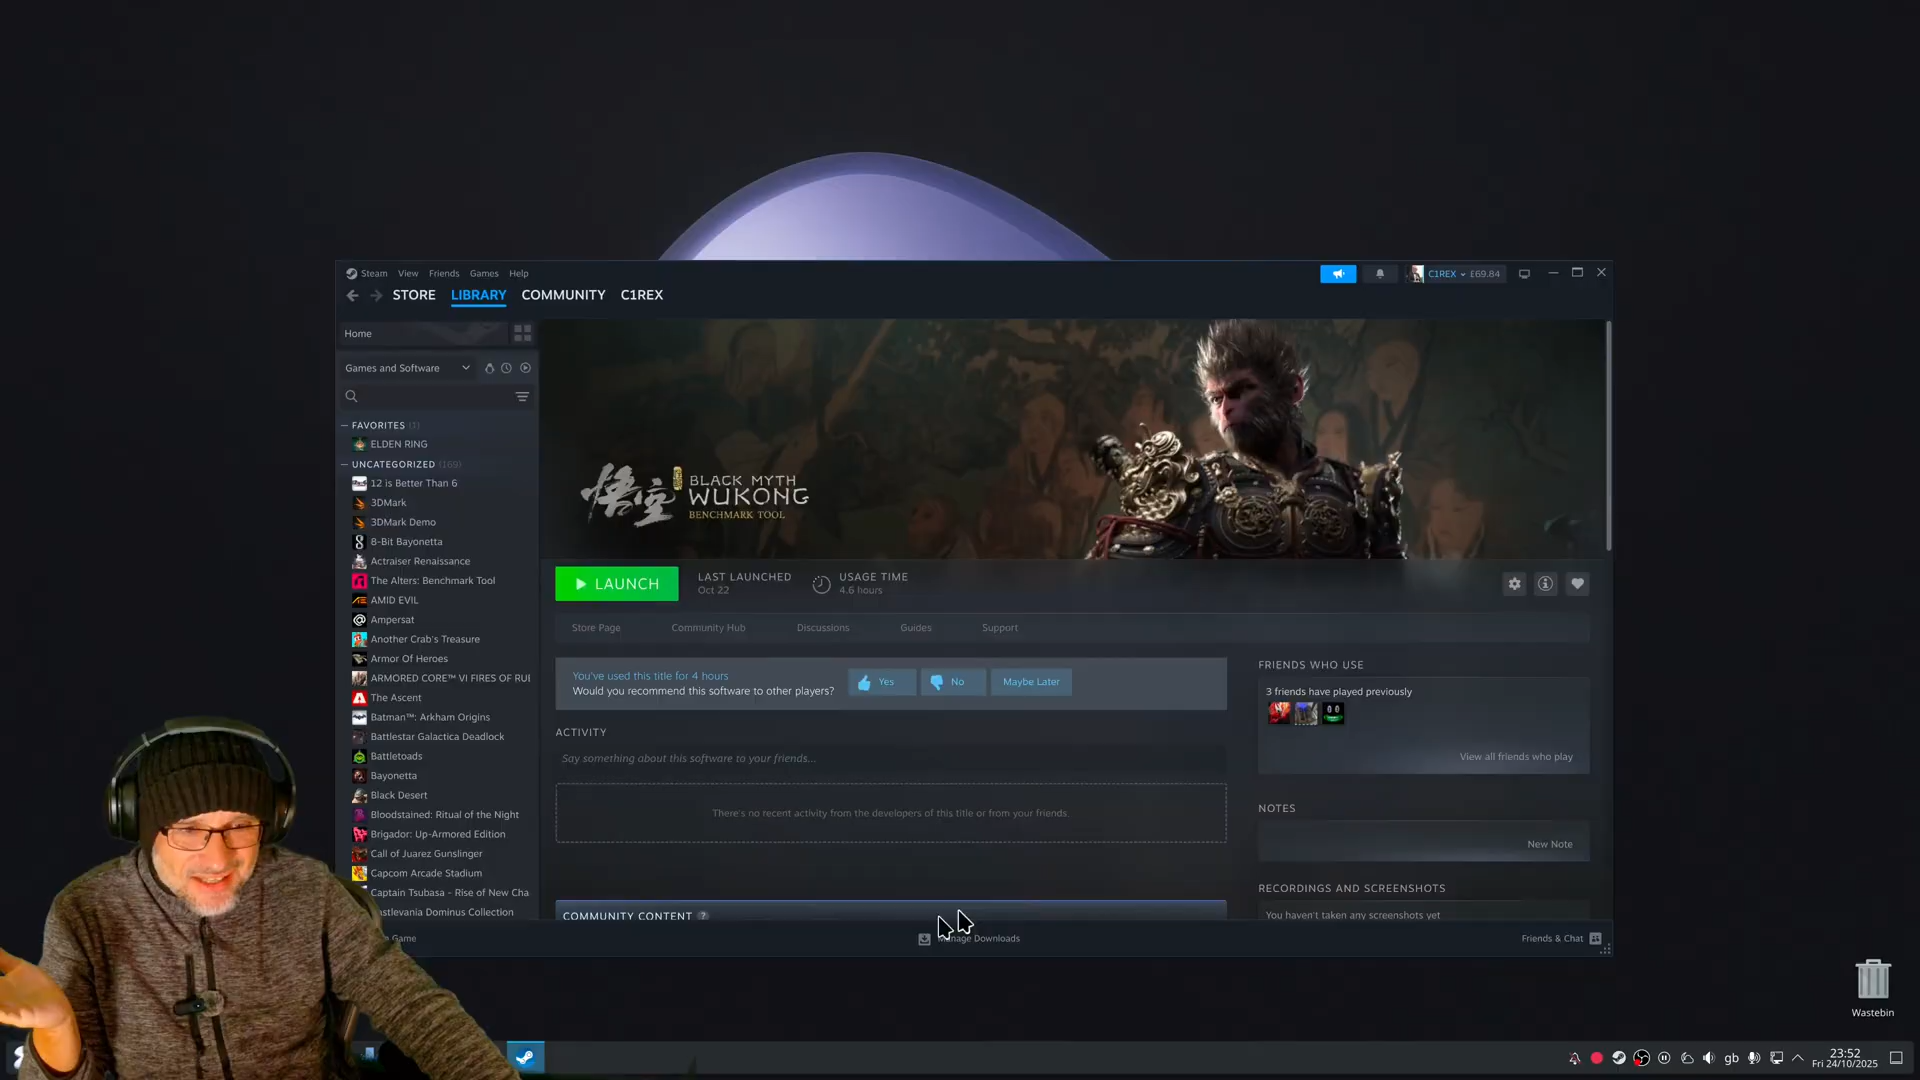 Steam View Friends Games Help
C1REX £69.84
STORE LIBRARY COMMUNITY C1REX
Home
Games and Software
FAVORITES (1)
ELDEN RING
UNCATEGORIZED (169)
12 is Better Than 6
3DMark
3DMark Demo
8-Bit Bayonetta
Actraiser Renaissance
The Alters: Benchmark Tool
AMID EVIL
Ampersat
Another Crab's Treasure
Armor Of Heroes
ARMORED CORE™ VI FIRES OF RU
The Ascent
Batman™: Arkham Origins
Battlestar Galactica Deadlock
Battletoads
Bayonetta
Black Desert
Bloodstained: Ritual of the Night
Brigador: Up-Armored Edition
Call of Juarez Gunslinger
Capcom Arcade Stadium
Captain Tsubasa - Rise of New Cha
astlevania Dominus Collection
Game
悟空
BLACK MYTH
WUKONG
BENCHMARK TOOL
LAUNCH
LAST LAUNCHED
Oct 22
USAGE TIME
4.6 hours
Store Page Community Hub Discussions Guides Support
You've used this title for 4 hours
Would you recommend this software to other players?
Yes No Maybe Later
ACTIVITY
Say something about this software to your friends...
There's no recent activity from the developers of this title or from your friends.
COMMUNITY CONTENT ?
FRIENDS WHO USE
3 friends have played previously
View all friends who play
NOTES
New Note
RECORDINGS AND SCREENSHOTS
You haven't taken any screenshots yet
Manage Downloads
Friends & Chat
Wastebin
gb
23:52
Fri 24/10/2025